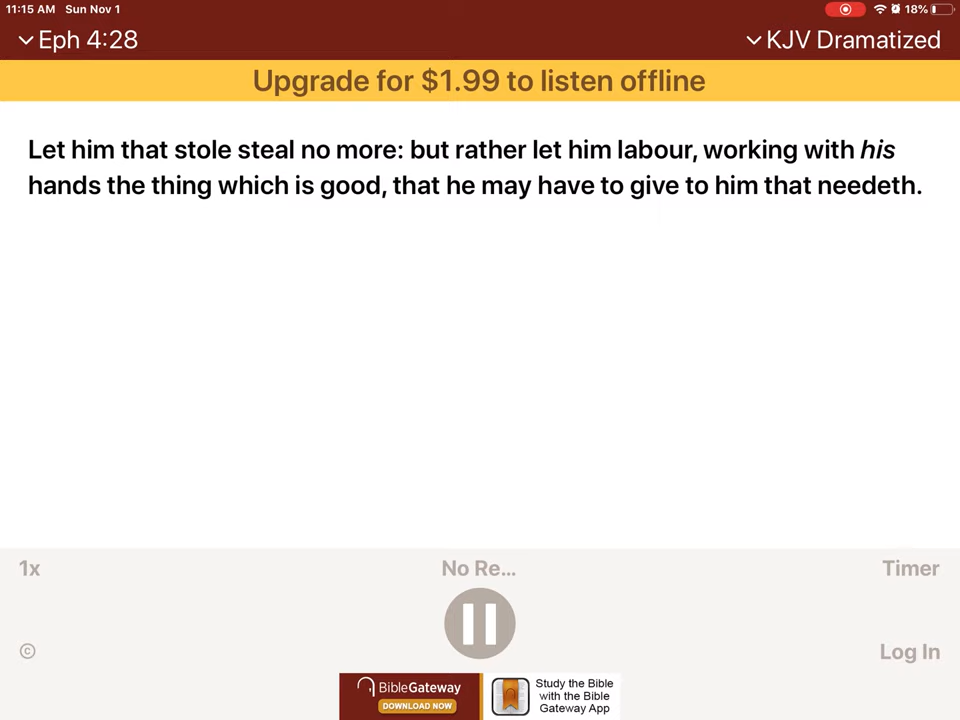 11:15 AM Sun Nov 1 18%
Eph 4:28 KJV Dramatized
Upgrade for $1.99 to listen offline
Let him that stole steal no more: but rather let him labour, working with his
hands the thing which is good, that he may have to give to him that needeth.
1x No Re... Timer
© Log In
BibleGateway
DOWNLOAD NOW
Study the Bible
with the Bible
Gateway App